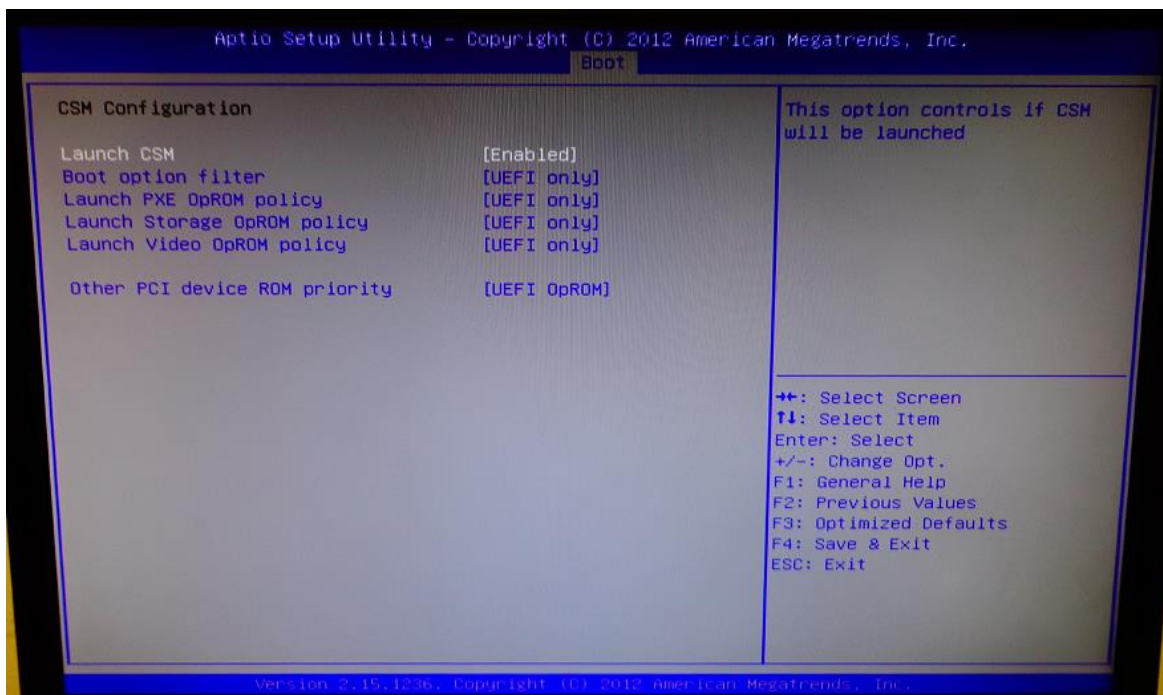 Aptio Setup Utility – Copyright (C) 2012 American Megatrends, Inc.
Boot
CSM Configuration
Launch CSM [Enabled]
Boot option filter [UEFI only]
Launch PXE OpROM policy [UEFI only]
Launch Storage OpROM policy [UEFI only]
Launch Video OpROM policy [UEFI only]
Other PCI device ROM priority [UEFI OpROM]
This option controls if CSM
will be launched
→←: Select Screen
↑↓: Select Item
Enter: Select
+/-: Change Opt.
F1: General Help
F2: Previous Values
F3: Optimized Defaults
F4: Save & Exit
ESC: Exit
Version 2.15.1236. Copyright (C) 2012 American Megatrends, Inc.